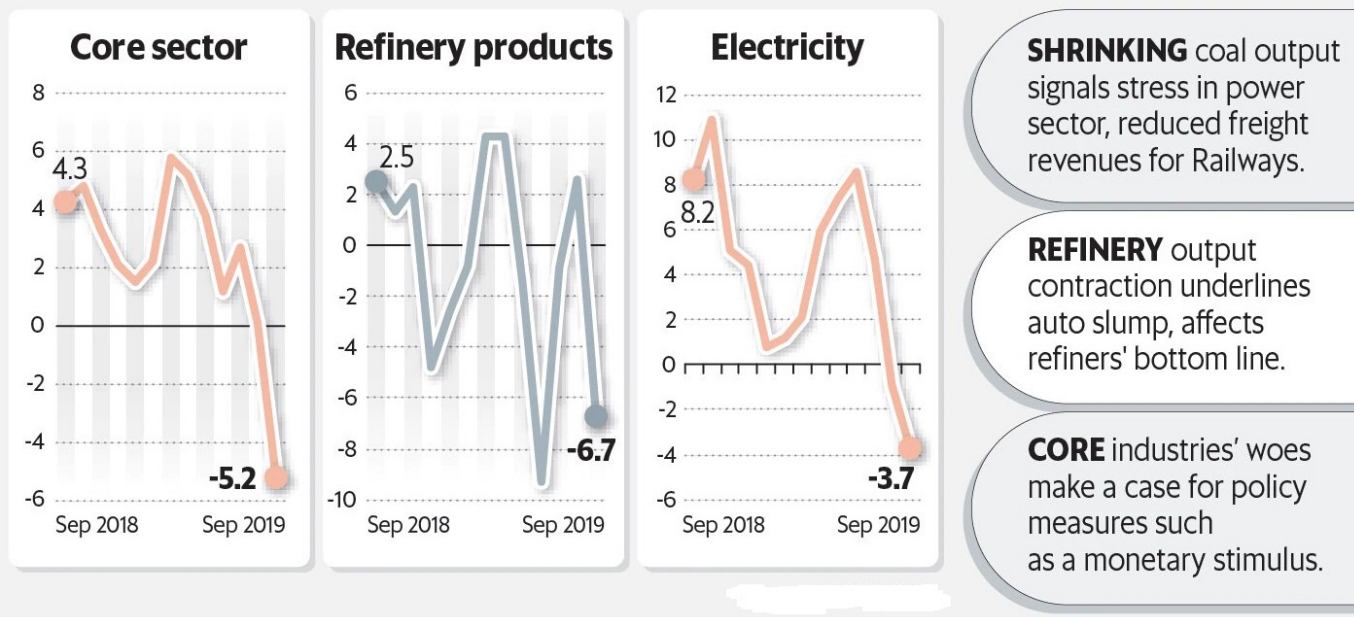 Core sector
8
6
4.3
4
2
0
-2
-4
-5.2
-6
Sep 2018 Sep 2019
Refinery products
6
4
2.5
2
0
-2
-4
-6
-6.7
-8
-10
Sep 2018 Sep 2019
Electricity
12
10
8
8.2
6
4
2
0
-2
-4
-3.7
-6
Sep 2018 Sep 2019
SHRINKING coal output
signals stress in power
sector, reduced freight
revenues for Railways.
REFINERY output
contraction underlines
auto slump, affects
refiners' bottom line.
CORE industries’ woes
make a case for policy
measures such
as a monetary stimulus.